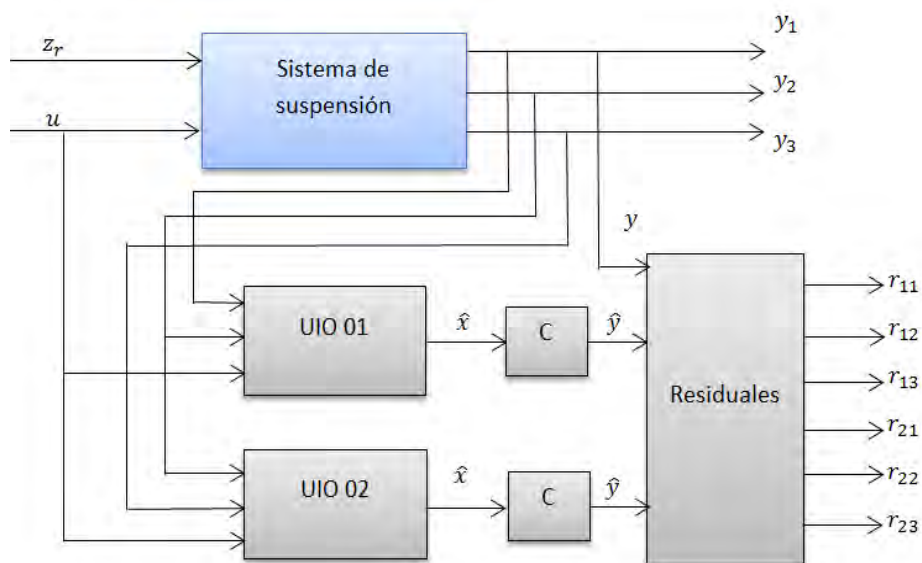 z_r
u
Sistema de
suspensión
y_1
y_2
y_3
y
UIO 01
x̂
C
ŷ
UIO 02
x̂
C
ŷ
Residuales
r_11
r_12
r_13
r_21
r_22
r_23